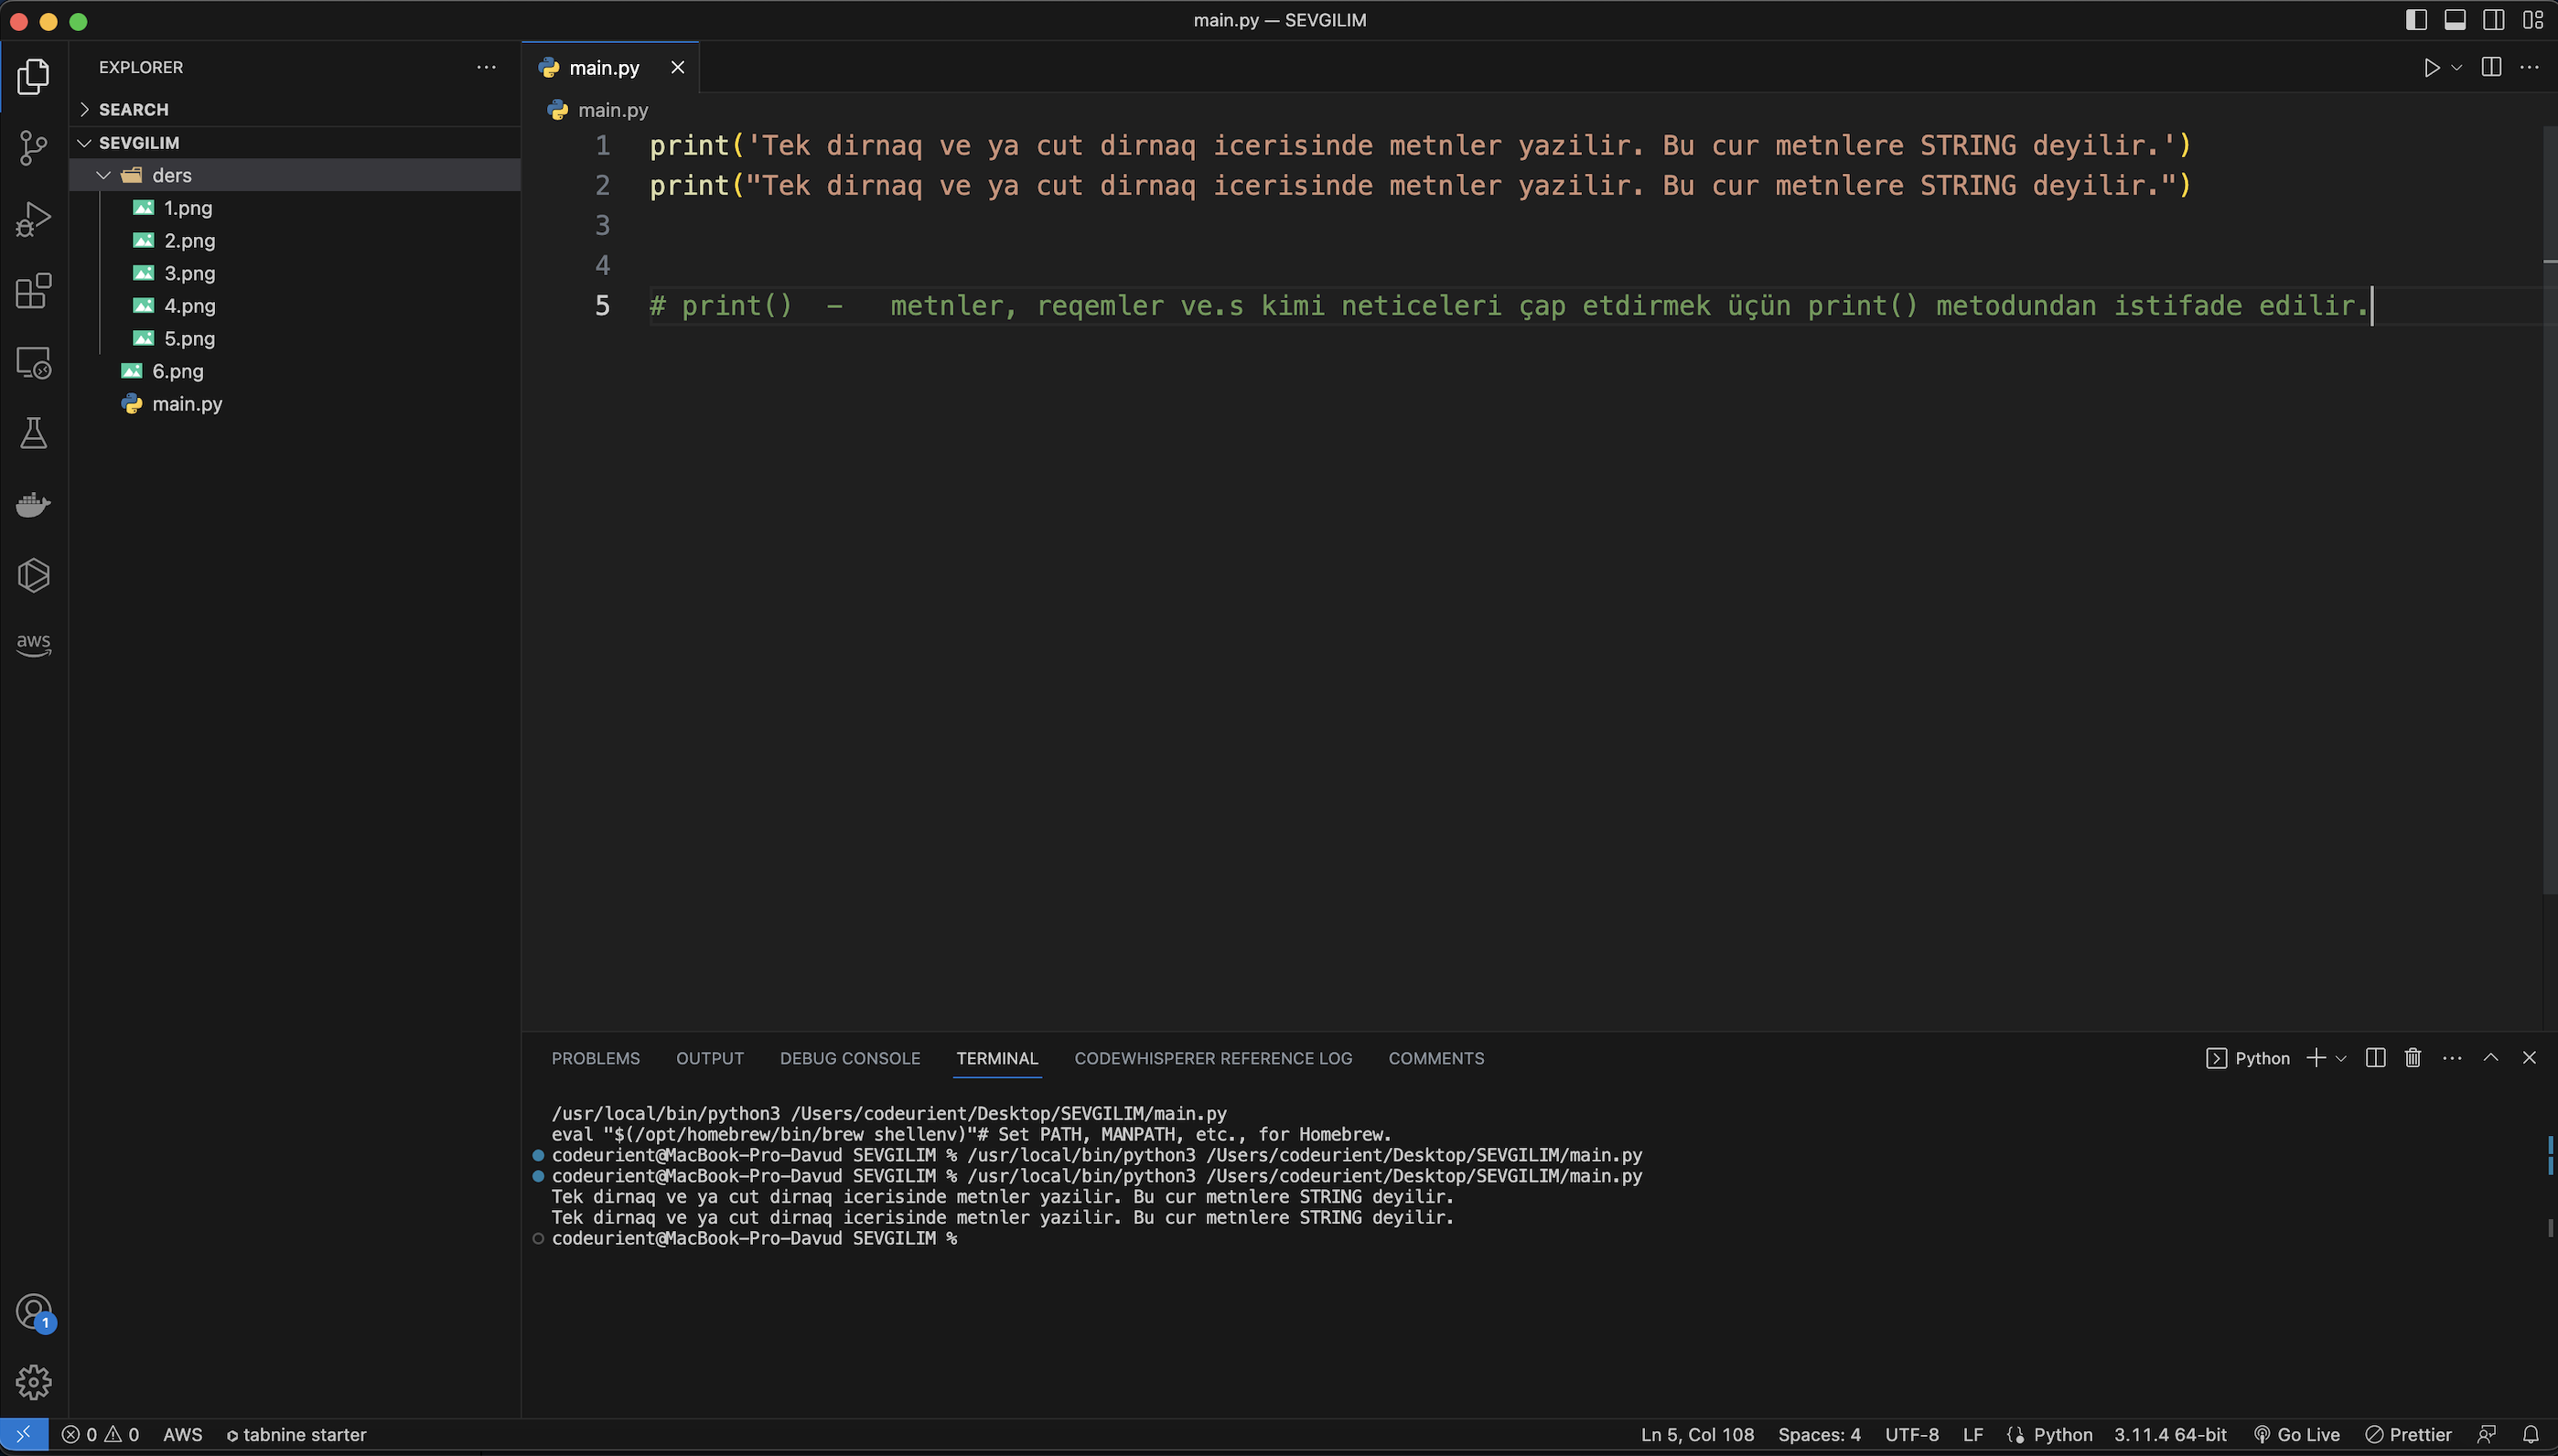 main.py — SEVGILIM
EXPLORER
SEARCH
SEVGILIM
ders
1.png
2.png
3.png
4.png
5.png
6.png
main.py
aws
1
main.py
main.py
1 print('Tek dirnaq ve ya cut dirnaq icerisinde metnler yazilir. Bu cur metnlere STRING deyilir.')
2 print("Tek dirnaq ve ya cut dirnaq icerisinde metnler yazilir. Bu cur metnlere STRING deyilir.")
3
4
5 # print()  –   metnler, reqemler ve.s kimi neticeleri çap etdirmek üçün print() metodundan istifade edilir.
PROBLEMS OUTPUT DEBUG CONSOLE TERMINAL CODEWHISPERER REFERENCE LOG COMMENTS Python
/usr/local/bin/python3 /Users/codeurient/Desktop/SEVGILIM/main.py
eval "$(/opt/homebrew/bin/brew shellenv)"# Set PATH, MANPATH, etc., for Homebrew.
codeurient@MacBook-Pro-Davud SEVGILIM % /usr/local/bin/python3 /Users/codeurient/Desktop/SEVGILIM/main.py
codeurient@MacBook-Pro-Davud SEVGILIM % /usr/local/bin/python3 /Users/codeurient/Desktop/SEVGILIM/main.py
Tek dirnaq ve ya cut dirnaq icerisinde metnler yazilir. Bu cur metnlere STRING deyilir.
Tek dirnaq ve ya cut dirnaq icerisinde metnler yazilir. Bu cur metnlere STRING deyilir.
codeurient@MacBook-Pro-Davud SEVGILIM %
0 0 AWS tabnine starter Ln 5, Col 108 Spaces: 4 UTF-8 LF Python 3.11.4 64-bit Go Live Prettier